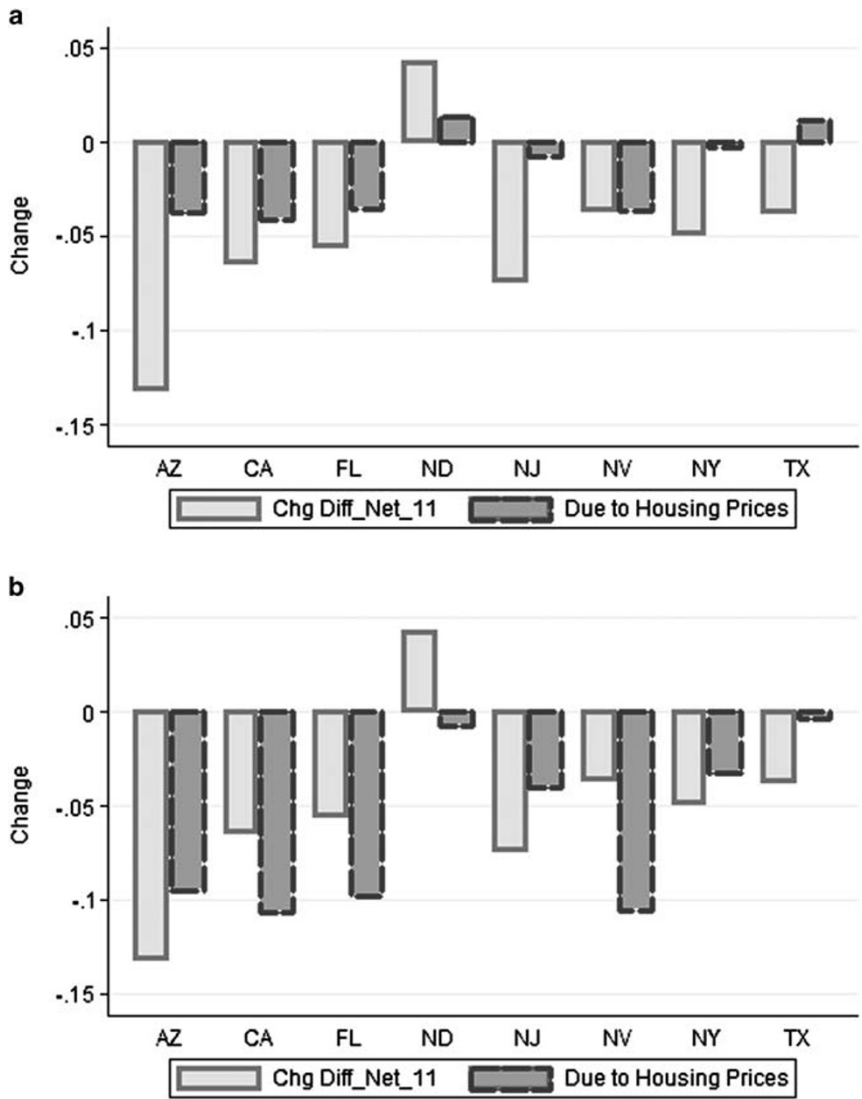 a
.05
0
-.05
-.1
-.15
Change
AZ CA FL ND NJ NV NY TX
Chg Diff_Net_11 Due to Housing Prices
b
.05
0
-.05
-.1
-.15
Change
AZ CA FL ND NJ NV NY TX
Chg Diff_Net_11 Due to Housing Prices